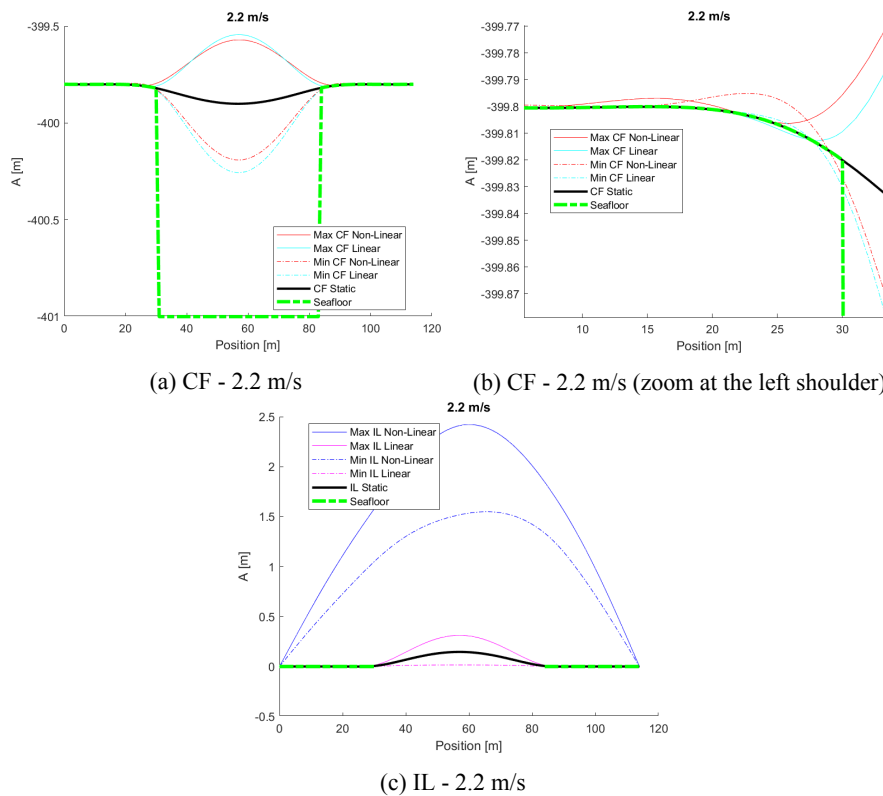 2.2 m/s
-399.5
-400
-400.5
-401
A [m]
0
20
40
60
80
100
120
Position [m]
Max CF Non-Linear
Max CF Linear
Min CF Non-Linear
Min CF Linear
CF Static
Seafloor
(a) CF - 2.2 m/s
2.2 m/s
-399.77
-399.78
-399.79
-399.8
-399.81
-399.82
-399.83
-399.84
-399.85
-399.86
-399.87
A [m]
10
15
20
25
30
Position [m]
Max CF Non-Linear
Max CF Linear
Min CF Non-Linear
Min CF Linear
CF Static
Seafloor
(b) CF - 2.2 m/s (zoom at the left shoulder)
2.2 m/s
2.5
2
1.5
1
0.5
0
-0.5
A [m]
0
20
40
60
80
100
120
Position [m]
Max IL Non-Linear
Max IL Linear
Min IL Non-Linear
Min IL Linear
IL Static
Seafloor
(c) IL - 2.2 m/s